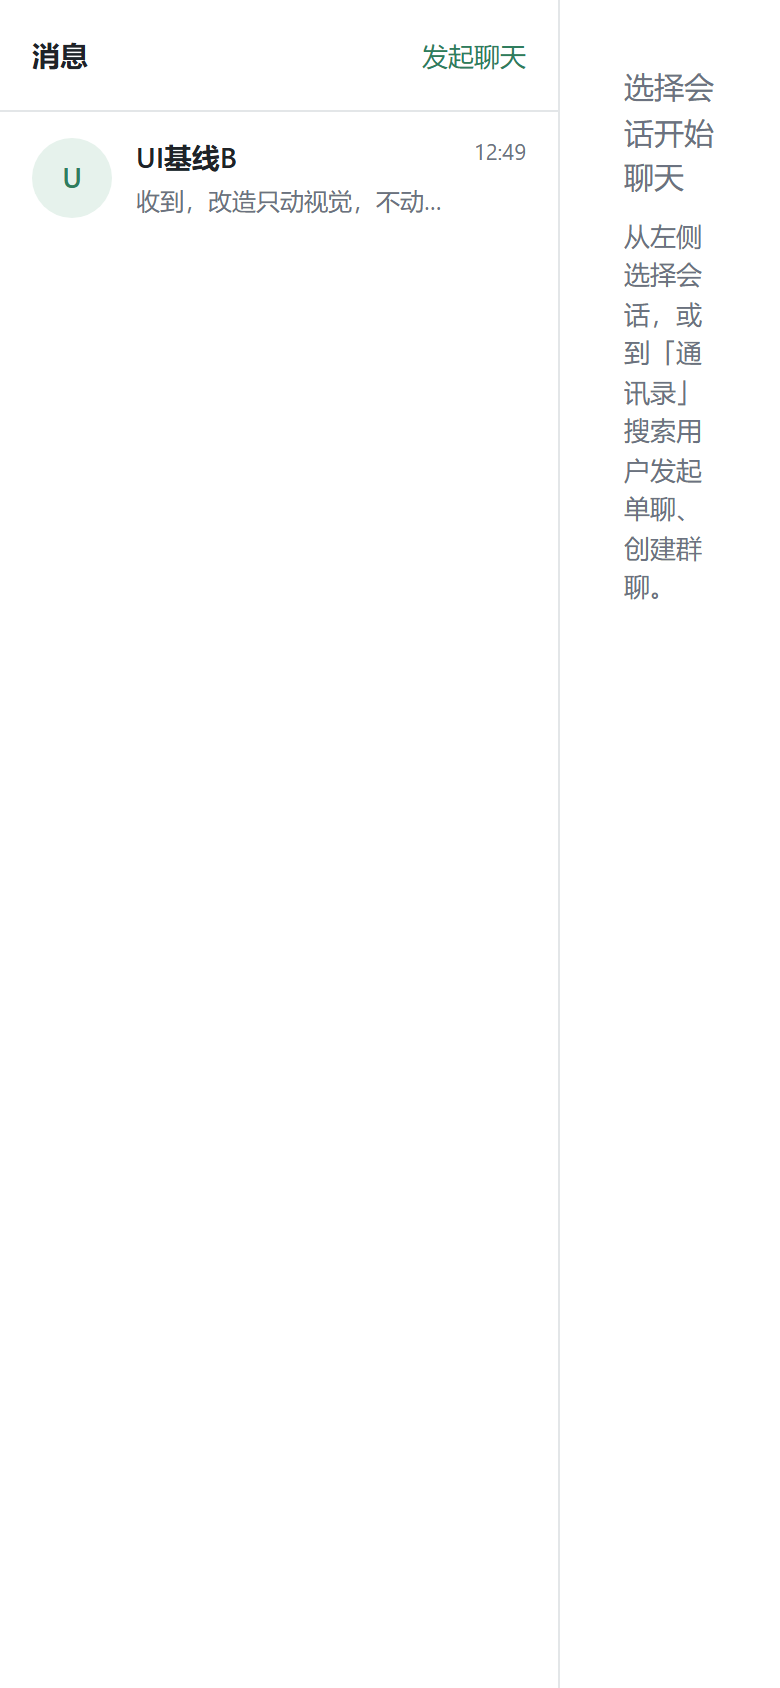 消息
发起聊天
U
UI基线B
12:49
收到，改造只动视觉，不动...
选择会
话开始
聊天
从左侧
选择会
话，或
到「通
讯录」
搜索用
户发起
单聊、
创建群
聊。